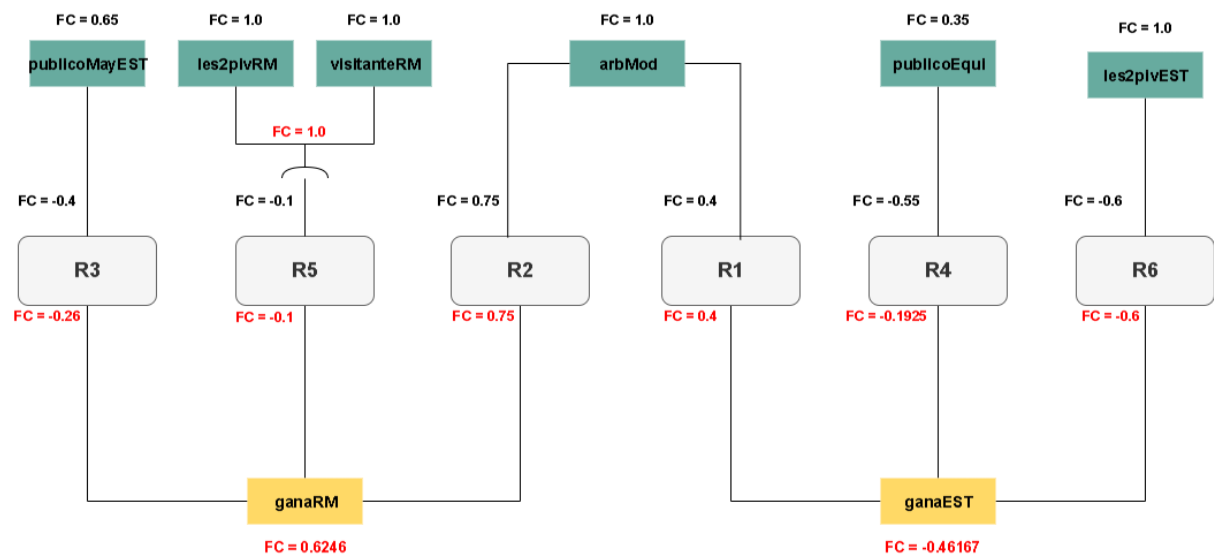 FC = 0.65
FC = 1.0
FC = 1.0
FC = 1.0
FC = 0.35
FC = 1.0
publicoMayEST
les2pivRM
visitanteRM
arbMod
publicoEqui
les2pivEST
FC = 1.0
FC = -0.4
FC = -0.1
FC = 0.75
FC = 0.4
FC = -0.55
FC = -0.6
R3
R5
R2
R1
R4
R6
FC = -0.26
FC = -0.1
FC = 0.75
FC = 0.4
FC = -0.1925
FC = -0.6
ganaRM
ganaEST
FC = 0.6246
FC = -0.46167